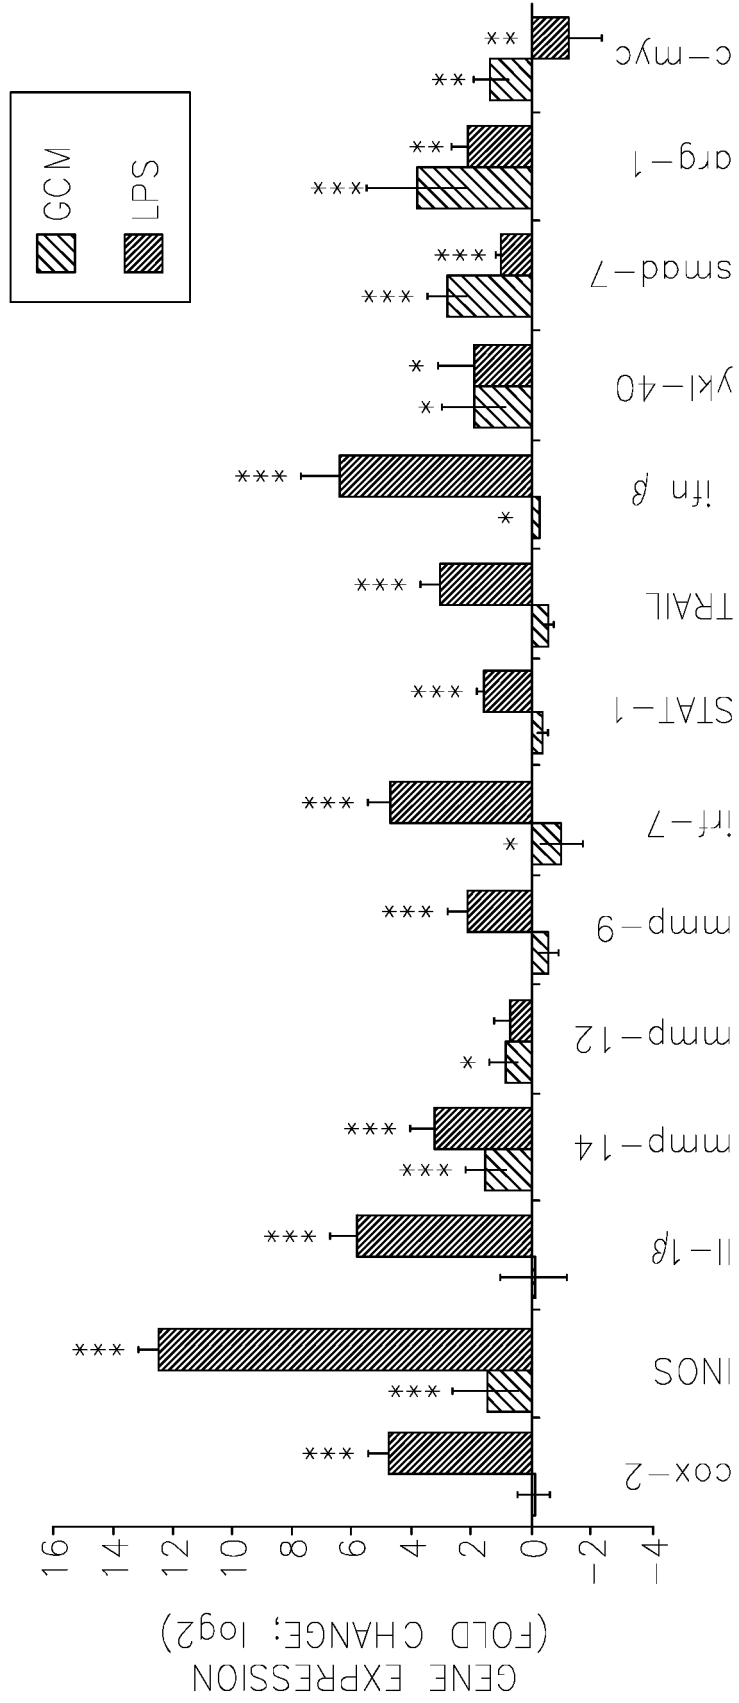 GENE EXPRESSION
(FOLD CHANGE; log2)
16
14
12
10
8
6
4
2
0
-2
-4
***
***
***
***
***
***
*
***
*
***
***
***
*
***
*
*
***
***
***
**
**
**
cox-2
INOS
Il-1β
mmp-14
mmp-12
mmp-9
irf-7
STAT-1
TRAIL
ifn β
ykl-40
smad-7
arg-1
c-myc
GCM
LPS